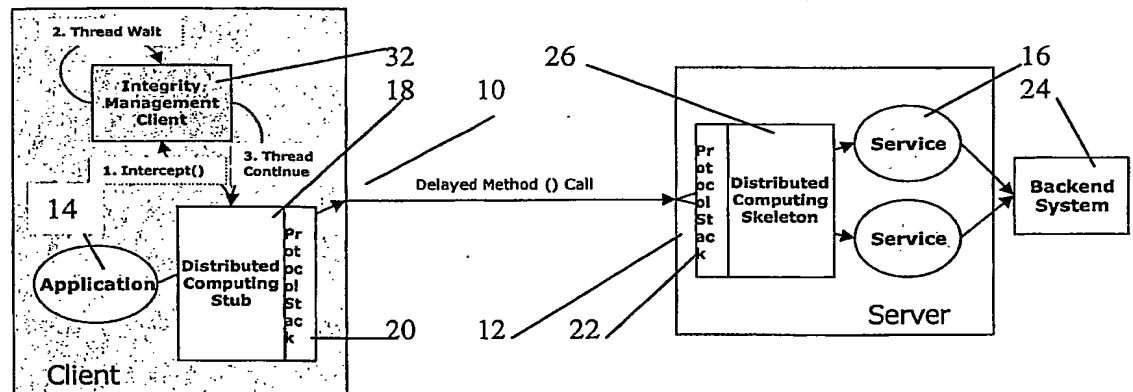 2. Thread Wait
32
26
16
Integrity
Management
Client
18
10
24
3. Thread
Continue
1. Intercept()
14
Delayed Method () Call
Pr
ot
oc
ol
St
ac
k
Distributed
Computing
Stub
Application
20
Pr
ot
oc
ol
St
ac
k
Distributed
Computing
Skeleton
Service
Service
Backend
System
12
22
Server
Client